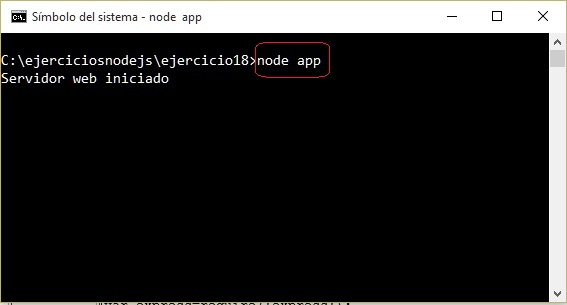 Símbolo del sistema - node app
C:\ejerciciosnodejs\ejercicio18>node app
Servidor web iniciado